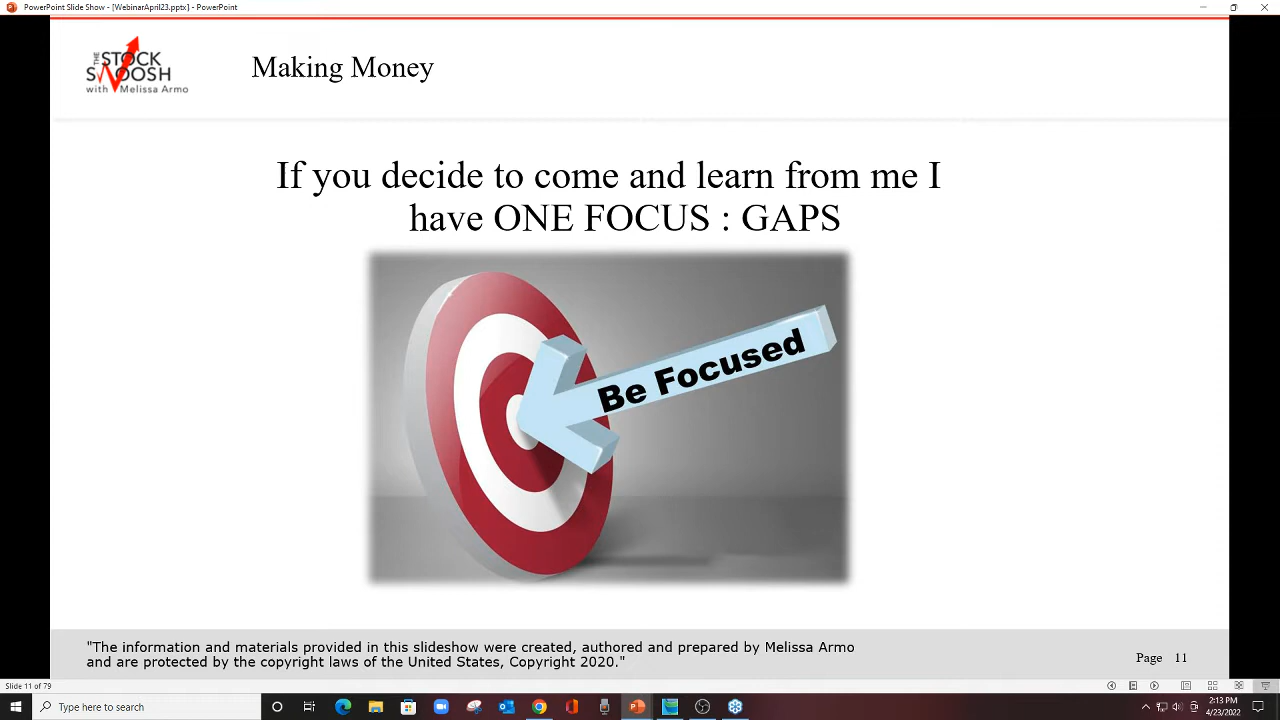 PowerPoint Slide Show - [WebinarApril23.pptx] - PowerPoint
THE
STOCK
SWOOSH
with Melissa Armo
Making Money
If you decide to come and learn from me I
have ONE FOCUS : GAPS
Be Focused
"The information and materials provided in this slideshow were created, authored and prepared by Melissa Armo
and are protected by the copyright laws of the United States, Copyright 2020."
Page 11
Slide 11 of 79
Type here to search
2:13 PM
4/23/2022